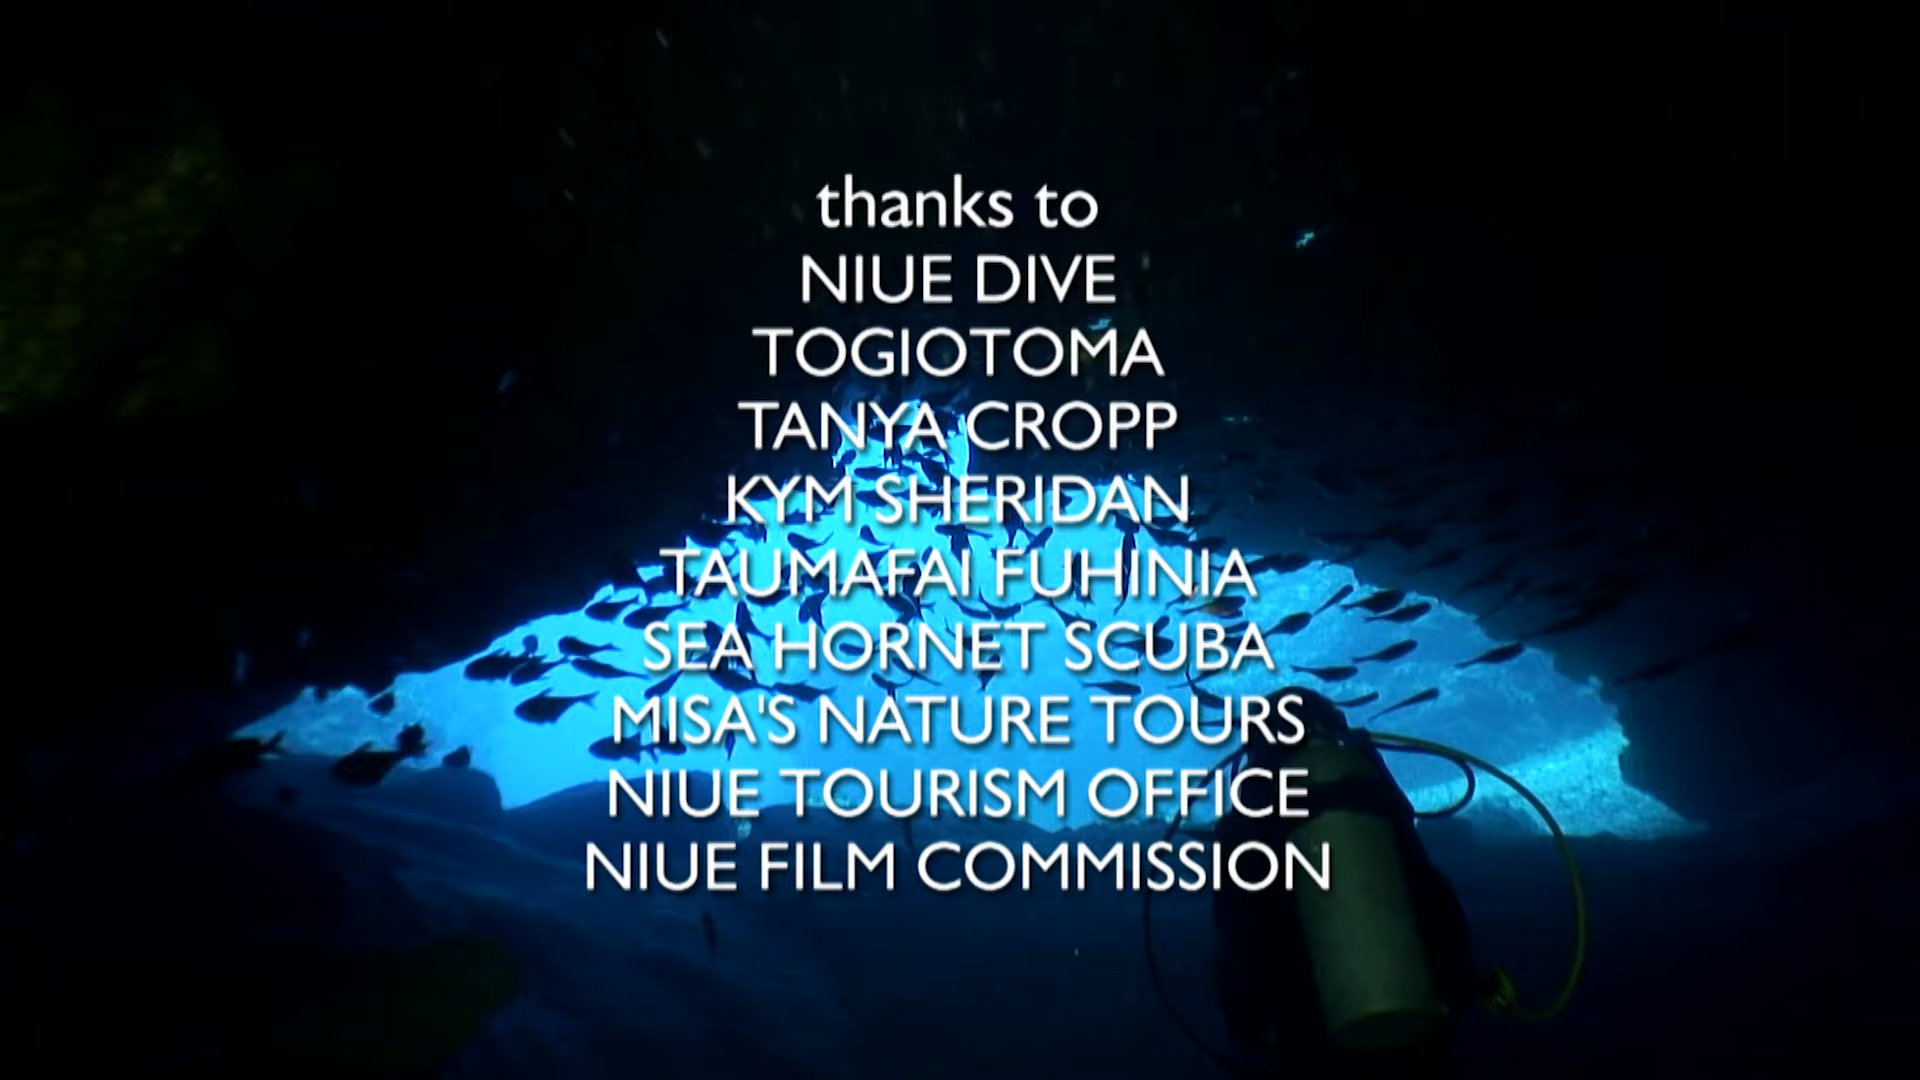 thanks to
NIUE DIVE
TOGIOTOMA
TANYA CROPP
KYM SHERIDAN
TAUMAFAI FUHINIA
SEA HORNET SCUBA
MISA'S NATURE TOURS
NIUE TOURISM OFFICE
NIUE FILM COMMISSION